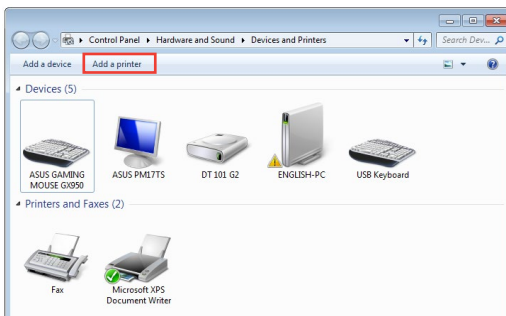 Control Panel ▸ Hardware and Sound ▸ Devices and Printers
Search Dev...
Add a device
Add a printer
Devices (5)
ASUS GAMING
MOUSE GX950
ASUS PM17TS
DT 101 G2
ENGLISH-PC
USB Keyboard
Printers and Faxes (2)
Fax
Microsoft XPS
Document Writer